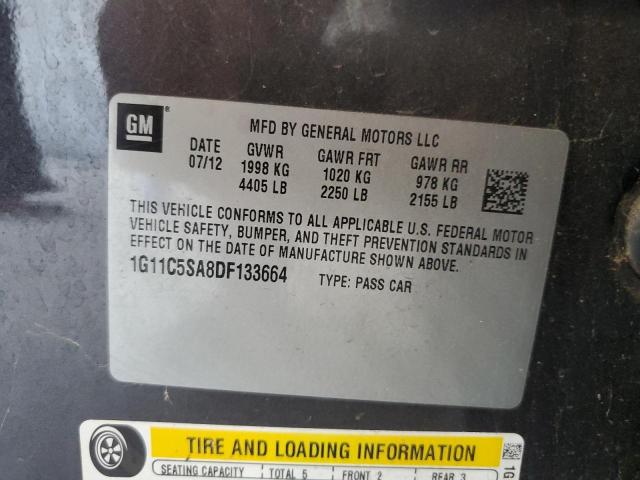 GM
MFD BY GENERAL MOTORS LLC
DATE GVWR GAWR FRT GAWR RR
07/12 1998 KG 1020 KG 978 KG
4405 LB 2250 LB 2155 LB
THIS VEHICLE CONFORMS TO ALL APPLICABLE U.S. FEDERAL MOTOR
VEHICLE SAFETY, BUMPER, AND THEFT PREVENTION STANDARDS IN
EFFECT ON THE DATE OF MANUFACTURE SHOWN ABOVE.
1G11C5SA8DF133664 TYPE: PASS CAR
TIRE AND LOADING INFORMATION
SEATING CAPACITY TOTAL 5 FRONT 2 REAR 3
1G